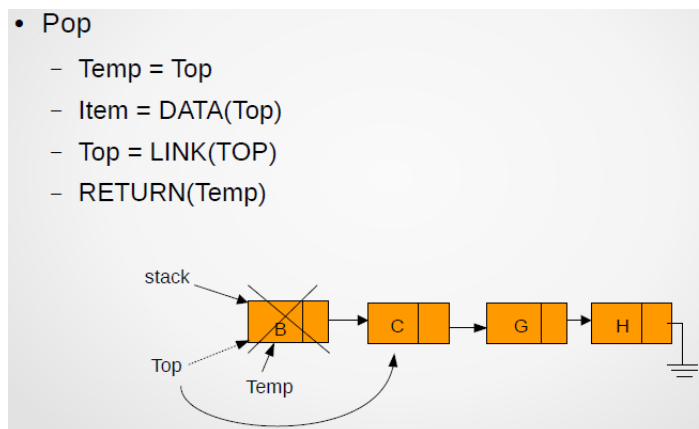 • Pop
– Temp = Top
– Item = DATA(Top)
– Top = LINK(TOP)
– RETURN(Temp)
stack
B
C
G
H
Top
Temp